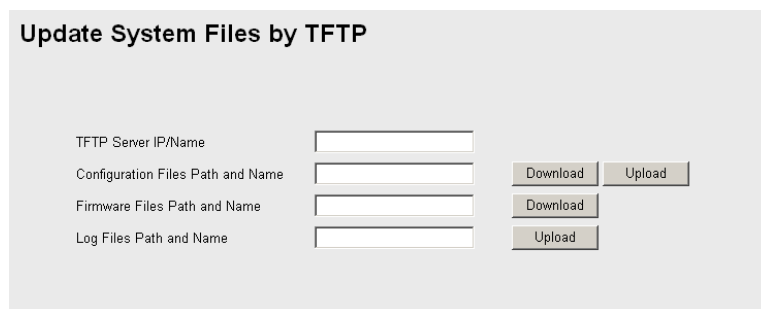 Update System Files by TFTP
TFTP Server IP/Name
Configuration Files Path and Name Download Upload
Firmware Files Path and Name Download
Log Files Path and Name Upload